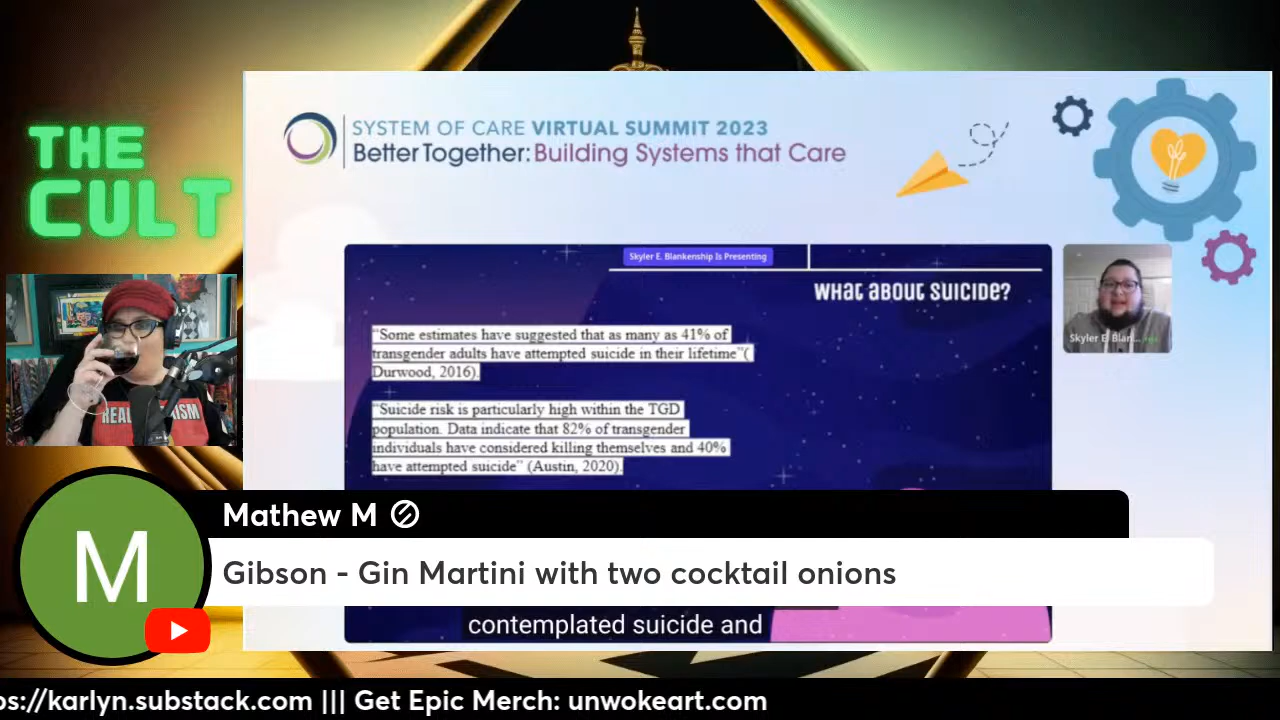 THE
CULT
SYSTEM OF CARE VIRTUAL SUMMIT 2023
Better Together: Building Systems that Care
Skyler E. Blankenship Is Presenting
WHAT ABOUT SUICIDE?
“Some estimates have suggested that as many as 41% of
transgender adults have attempted suicide in their lifetime”(
Durwood, 2016).
“Suicide risk is particularly high within the TGD
population. Data indicate that 82% of transgender
individuals have considered killing themselves and 40%
have attempted suicide” (Austin, 2020).
Skyler E. Blan...
M
Mathew M
Gibson - Gin Martini with two cocktail onions
contemplated suicide and
ps://karlyn.substack.com ||| Get Epic Merch: unwokeart.com